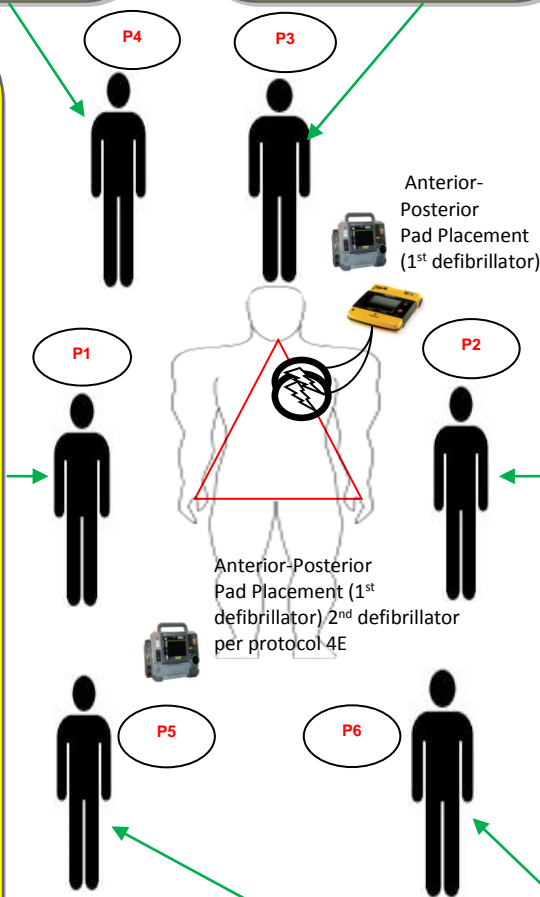 P4
P3
Anterior-
Posterior
Pad Placement
(1st defibrillator)
P1
P2
Anterior-Posterior
Pad Placement (1st
defibrillator) 2nd defibrillator
per protocol 4E
P5
P6